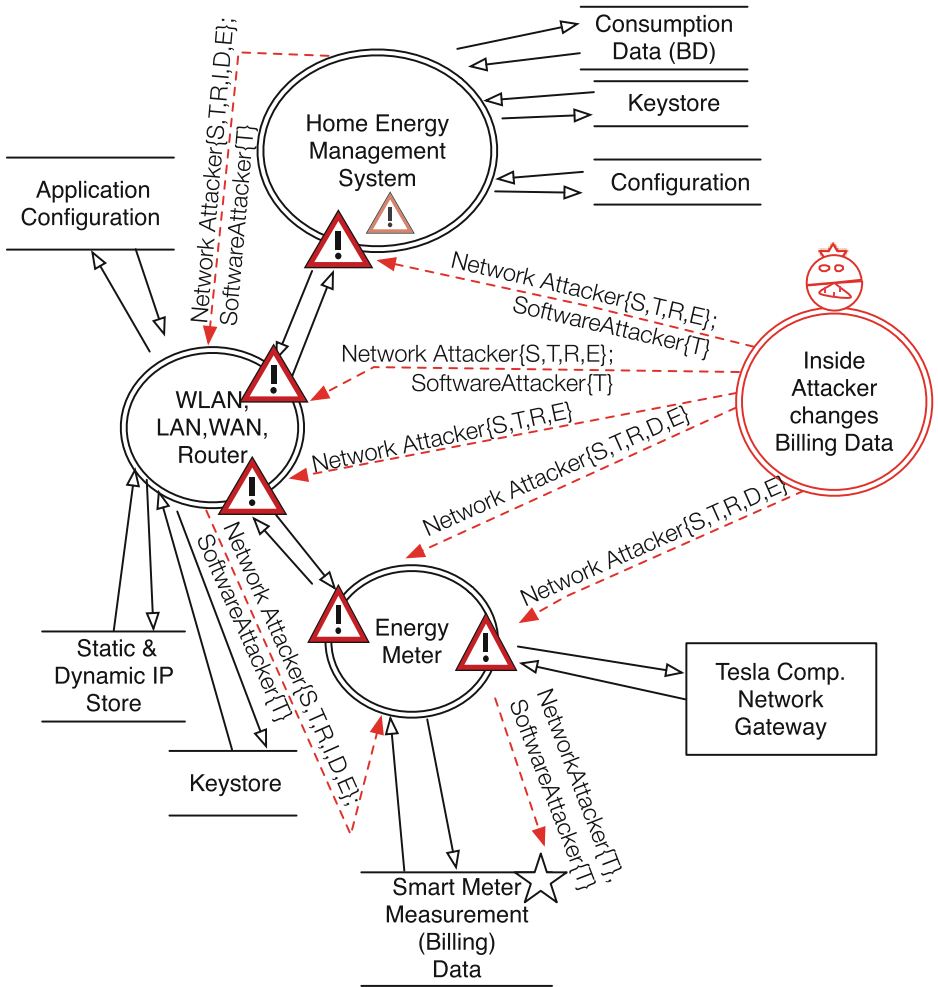 Consumption
Data (BD)
Keystore
Configuration
Home Energy
Management
System
Network Attacker{S,T,R,I,D,E};
SoftwareAttacker{T}
Application
Configuration
Network Attacker{S,T,R,E};
SoftwareAttacker{T}
Network Attacker{S,T,R,E};
SoftwareAttacker{T}
Network Attacker{S,T,R,E}
Network Attacker{S,T,R,D,E}
Network Attacker{S,T,R,D,E}
Inside
Attacker
changes
Billing Data
WLAN,
LAN,WAN,
Router
Network Attacker{S,T,R,I,D,E};
SoftwareAttacker{T}
Energy
Meter
Static &
Dynamic IP
Store
Tesla Comp.
Network
Gateway
Keystore
NetworkAttacker{T},
SoftwareAttacker{T}
Smart Meter
Measurement
(Billing)
Data